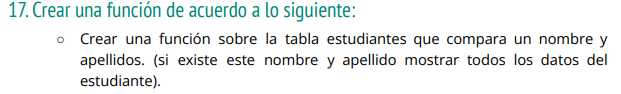 17. Crear una función de acuerdo a lo siguiente:
○ Crear una función sobre la tabla estudiantes que compara un nombre y
apellidos. (si existe este nombre y apellido mostrar todos los datos del
estudiante).